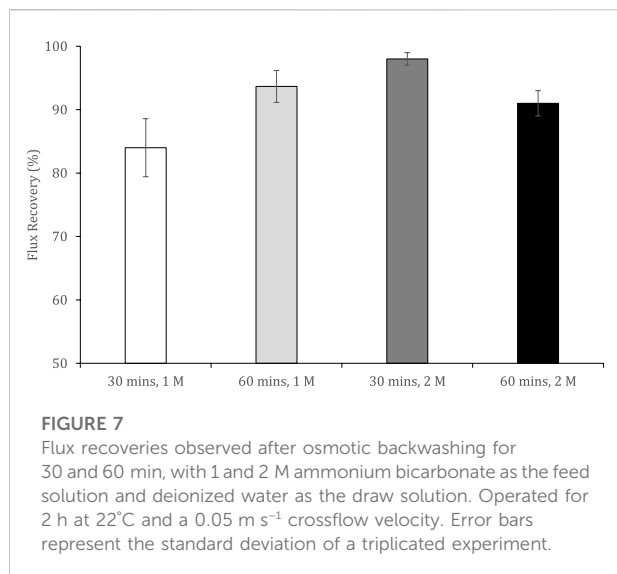 100
90
80
70
60
50
Flux Recovery (%)
30 mins, 1 M 60 mins, 1 M 30 mins, 2 M 60 mins, 2 M
FIGURE 7
Flux recoveries observed after osmotic backwashing for
30 and 60 min, with 1 and 2 M ammonium bicarbonate as the feed
solution and deionized water as the draw solution. Operated for
2 h at 22°C and a 0.05 m s⁻¹ crossflow velocity. Error bars
represent the standard deviation of a triplicated experiment.